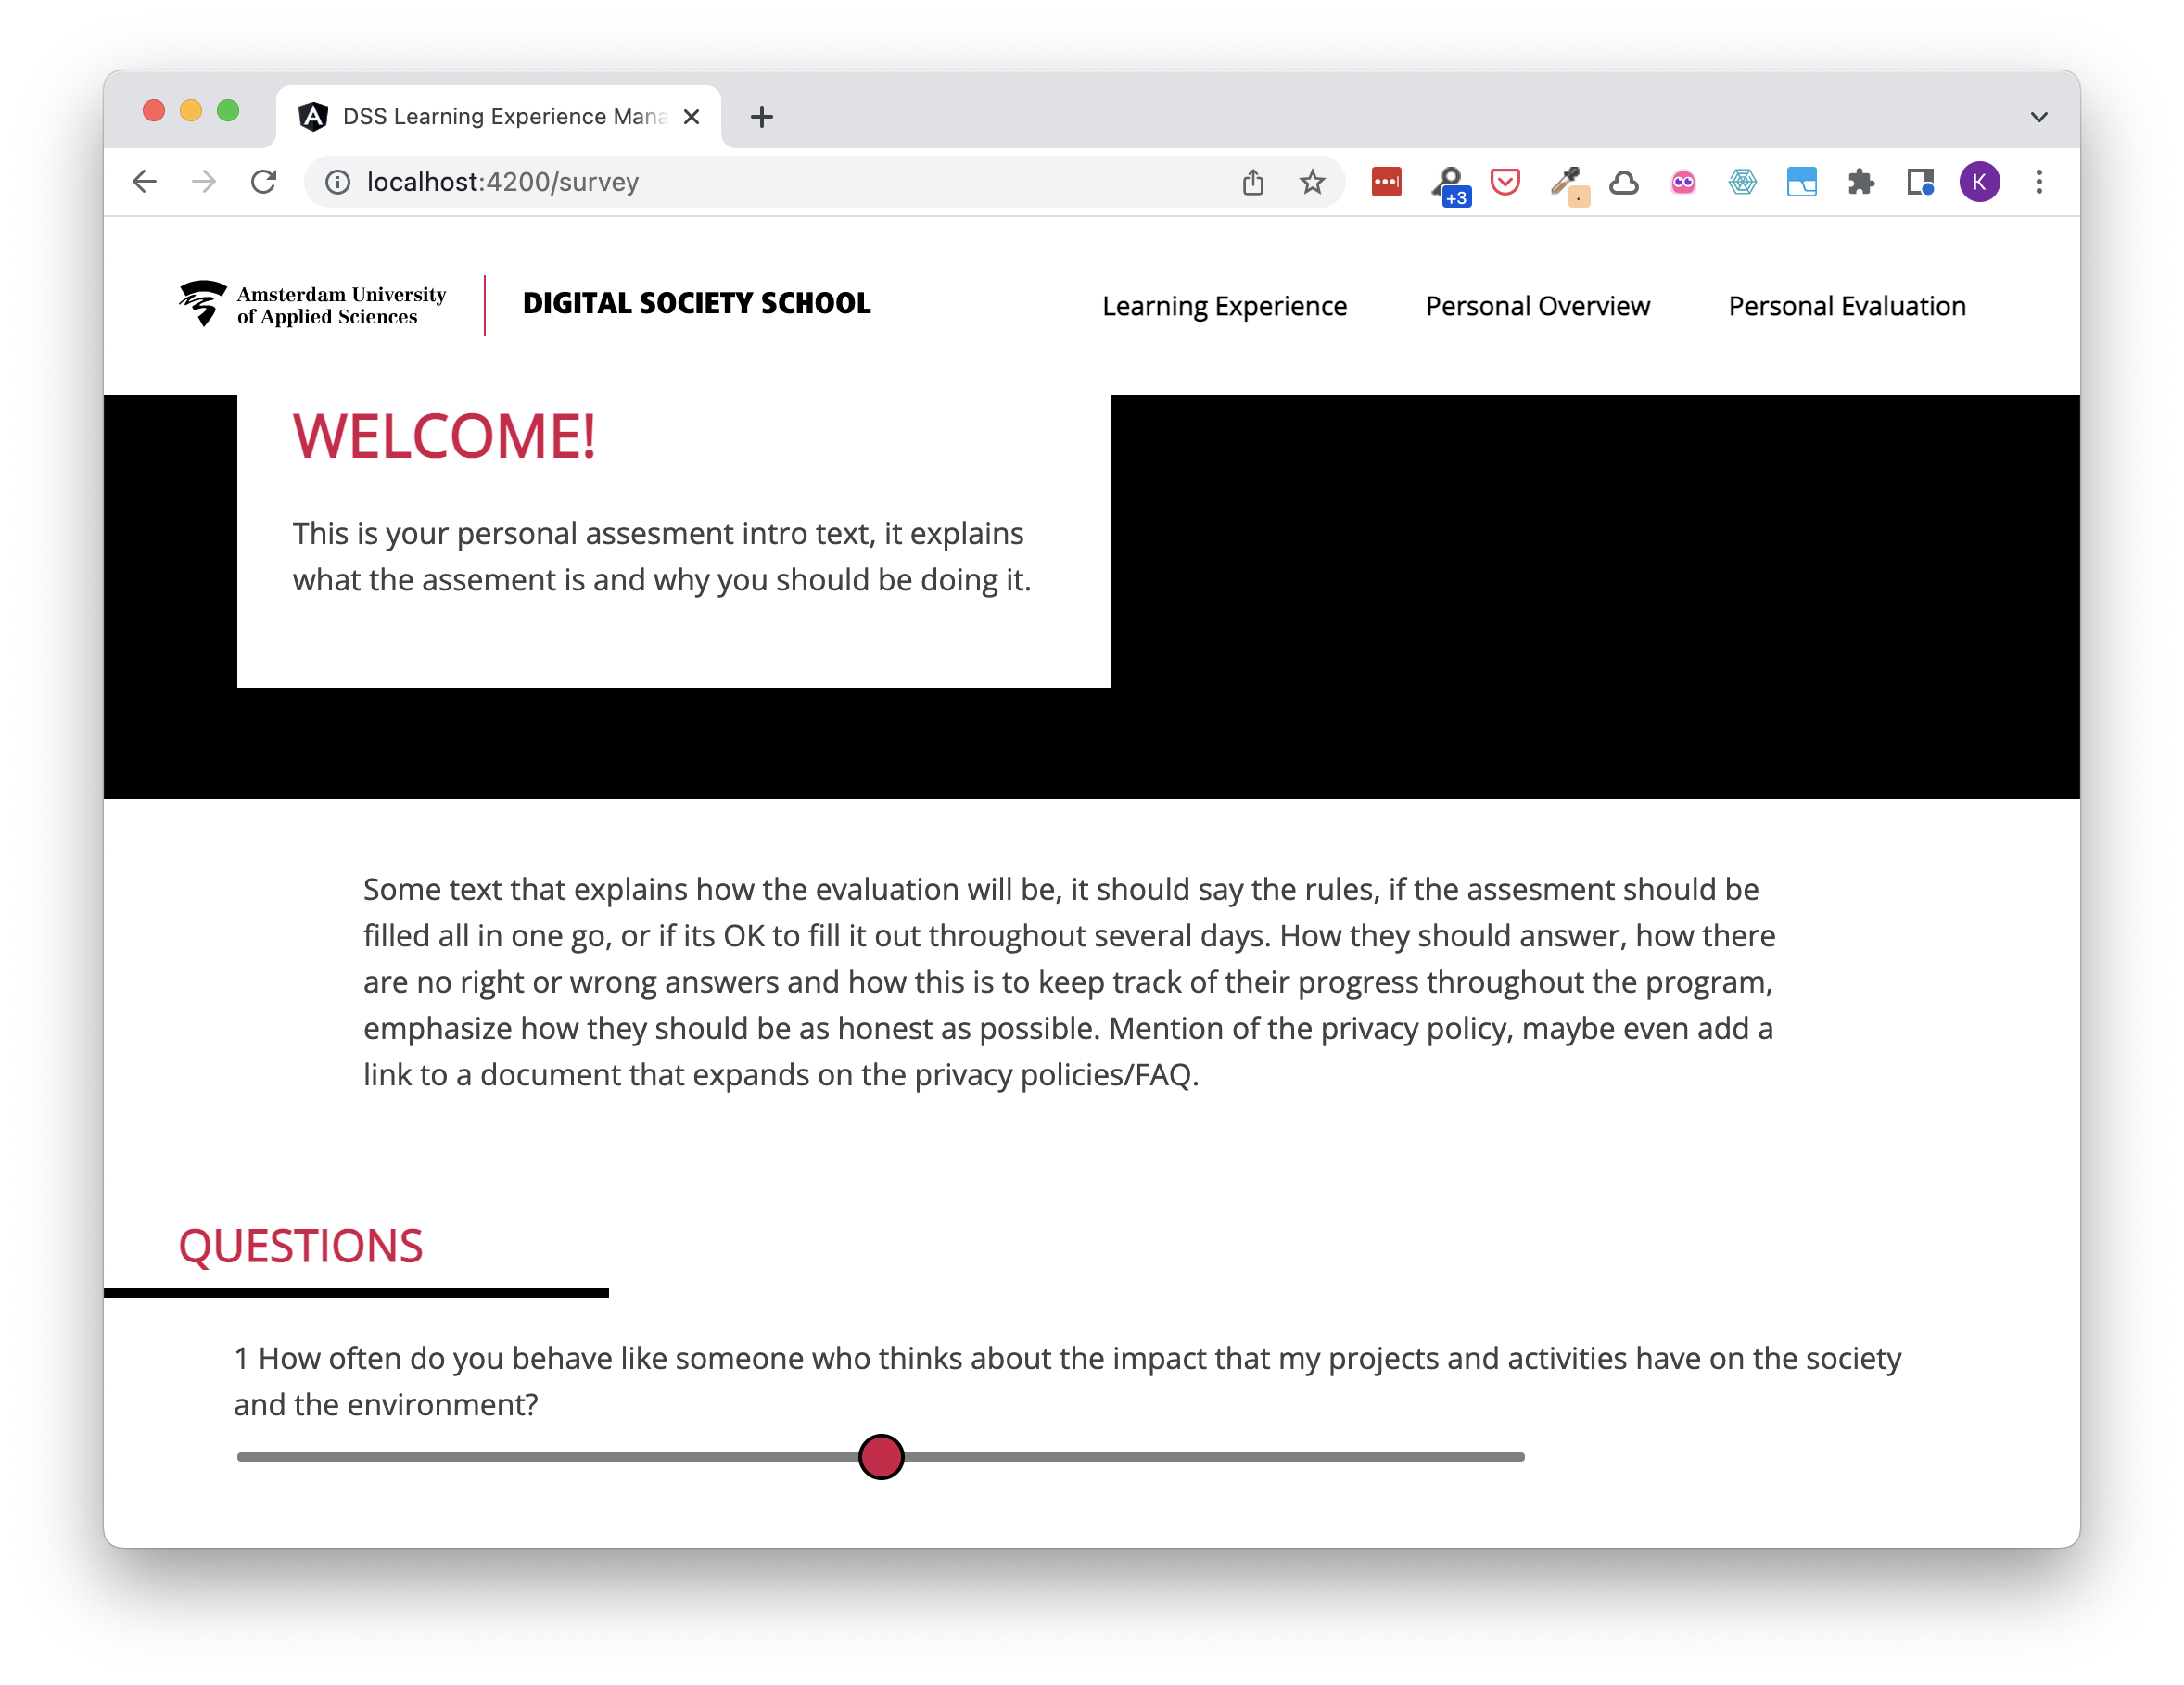 DSS Learning Experience Mana
localhost:4200/survey
+3
K
Amsterdam University
of Applied Sciences
DIGITAL SOCIETY SCHOOL
Learning Experience
Personal Overview
Personal Evaluation
WELCOME!
This is your personal assesment intro text, it explains
what the assement is and why you should be doing it.
Some text that explains how the evaluation will be, it should say the rules, if the assesment should be
filled all in one go, or if its OK to fill it out throughout several days. How they should answer, how there
are no right or wrong answers and how this is to keep track of their progress throughout the program,
emphasize how they should be as honest as possible. Mention of the privacy policy, maybe even add a
link to a document that expands on the privacy policies/FAQ.
QUESTIONS
1 How often do you behave like someone who thinks about the impact that my projects and activities have on the society
and the environment?